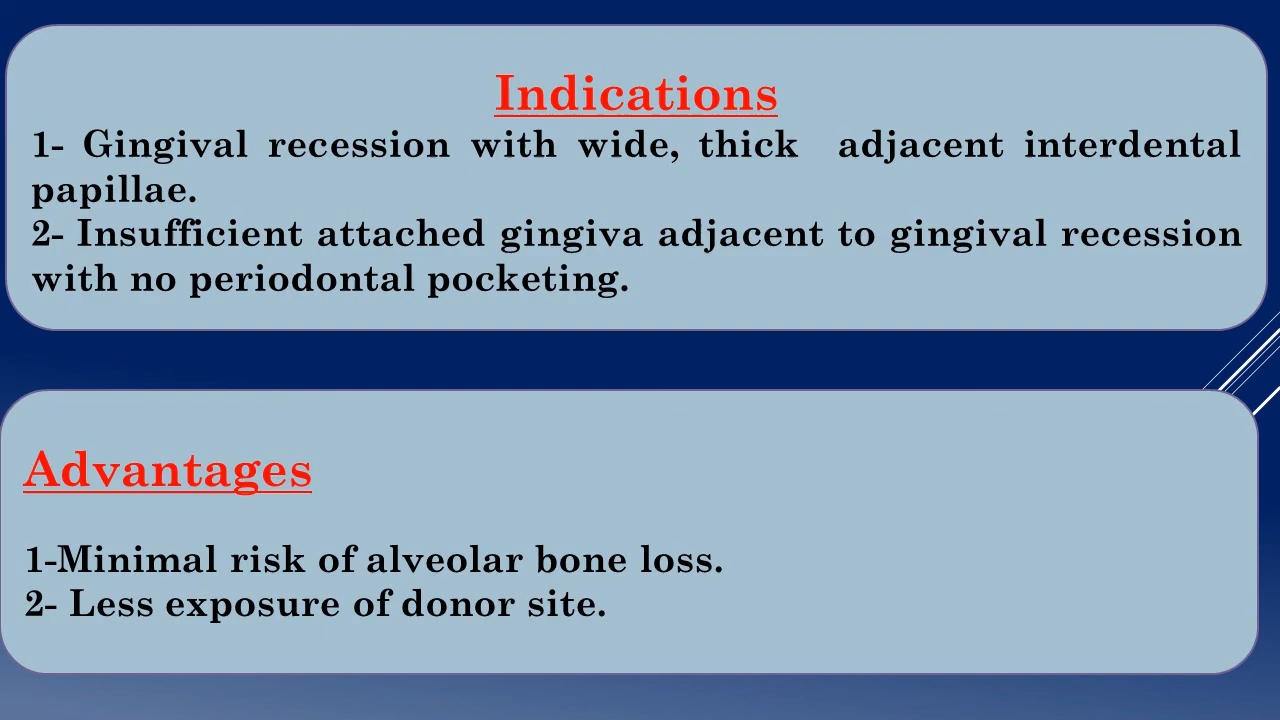 Indications
1- Gingival recession with wide, thick  adjacent interdental
papillae.
2- Insufficient attached gingiva adjacent to gingival recession
with no periodontal pocketing.
Advantages
1-Minimal risk of alveolar bone loss.
2- Less exposure of donor site.